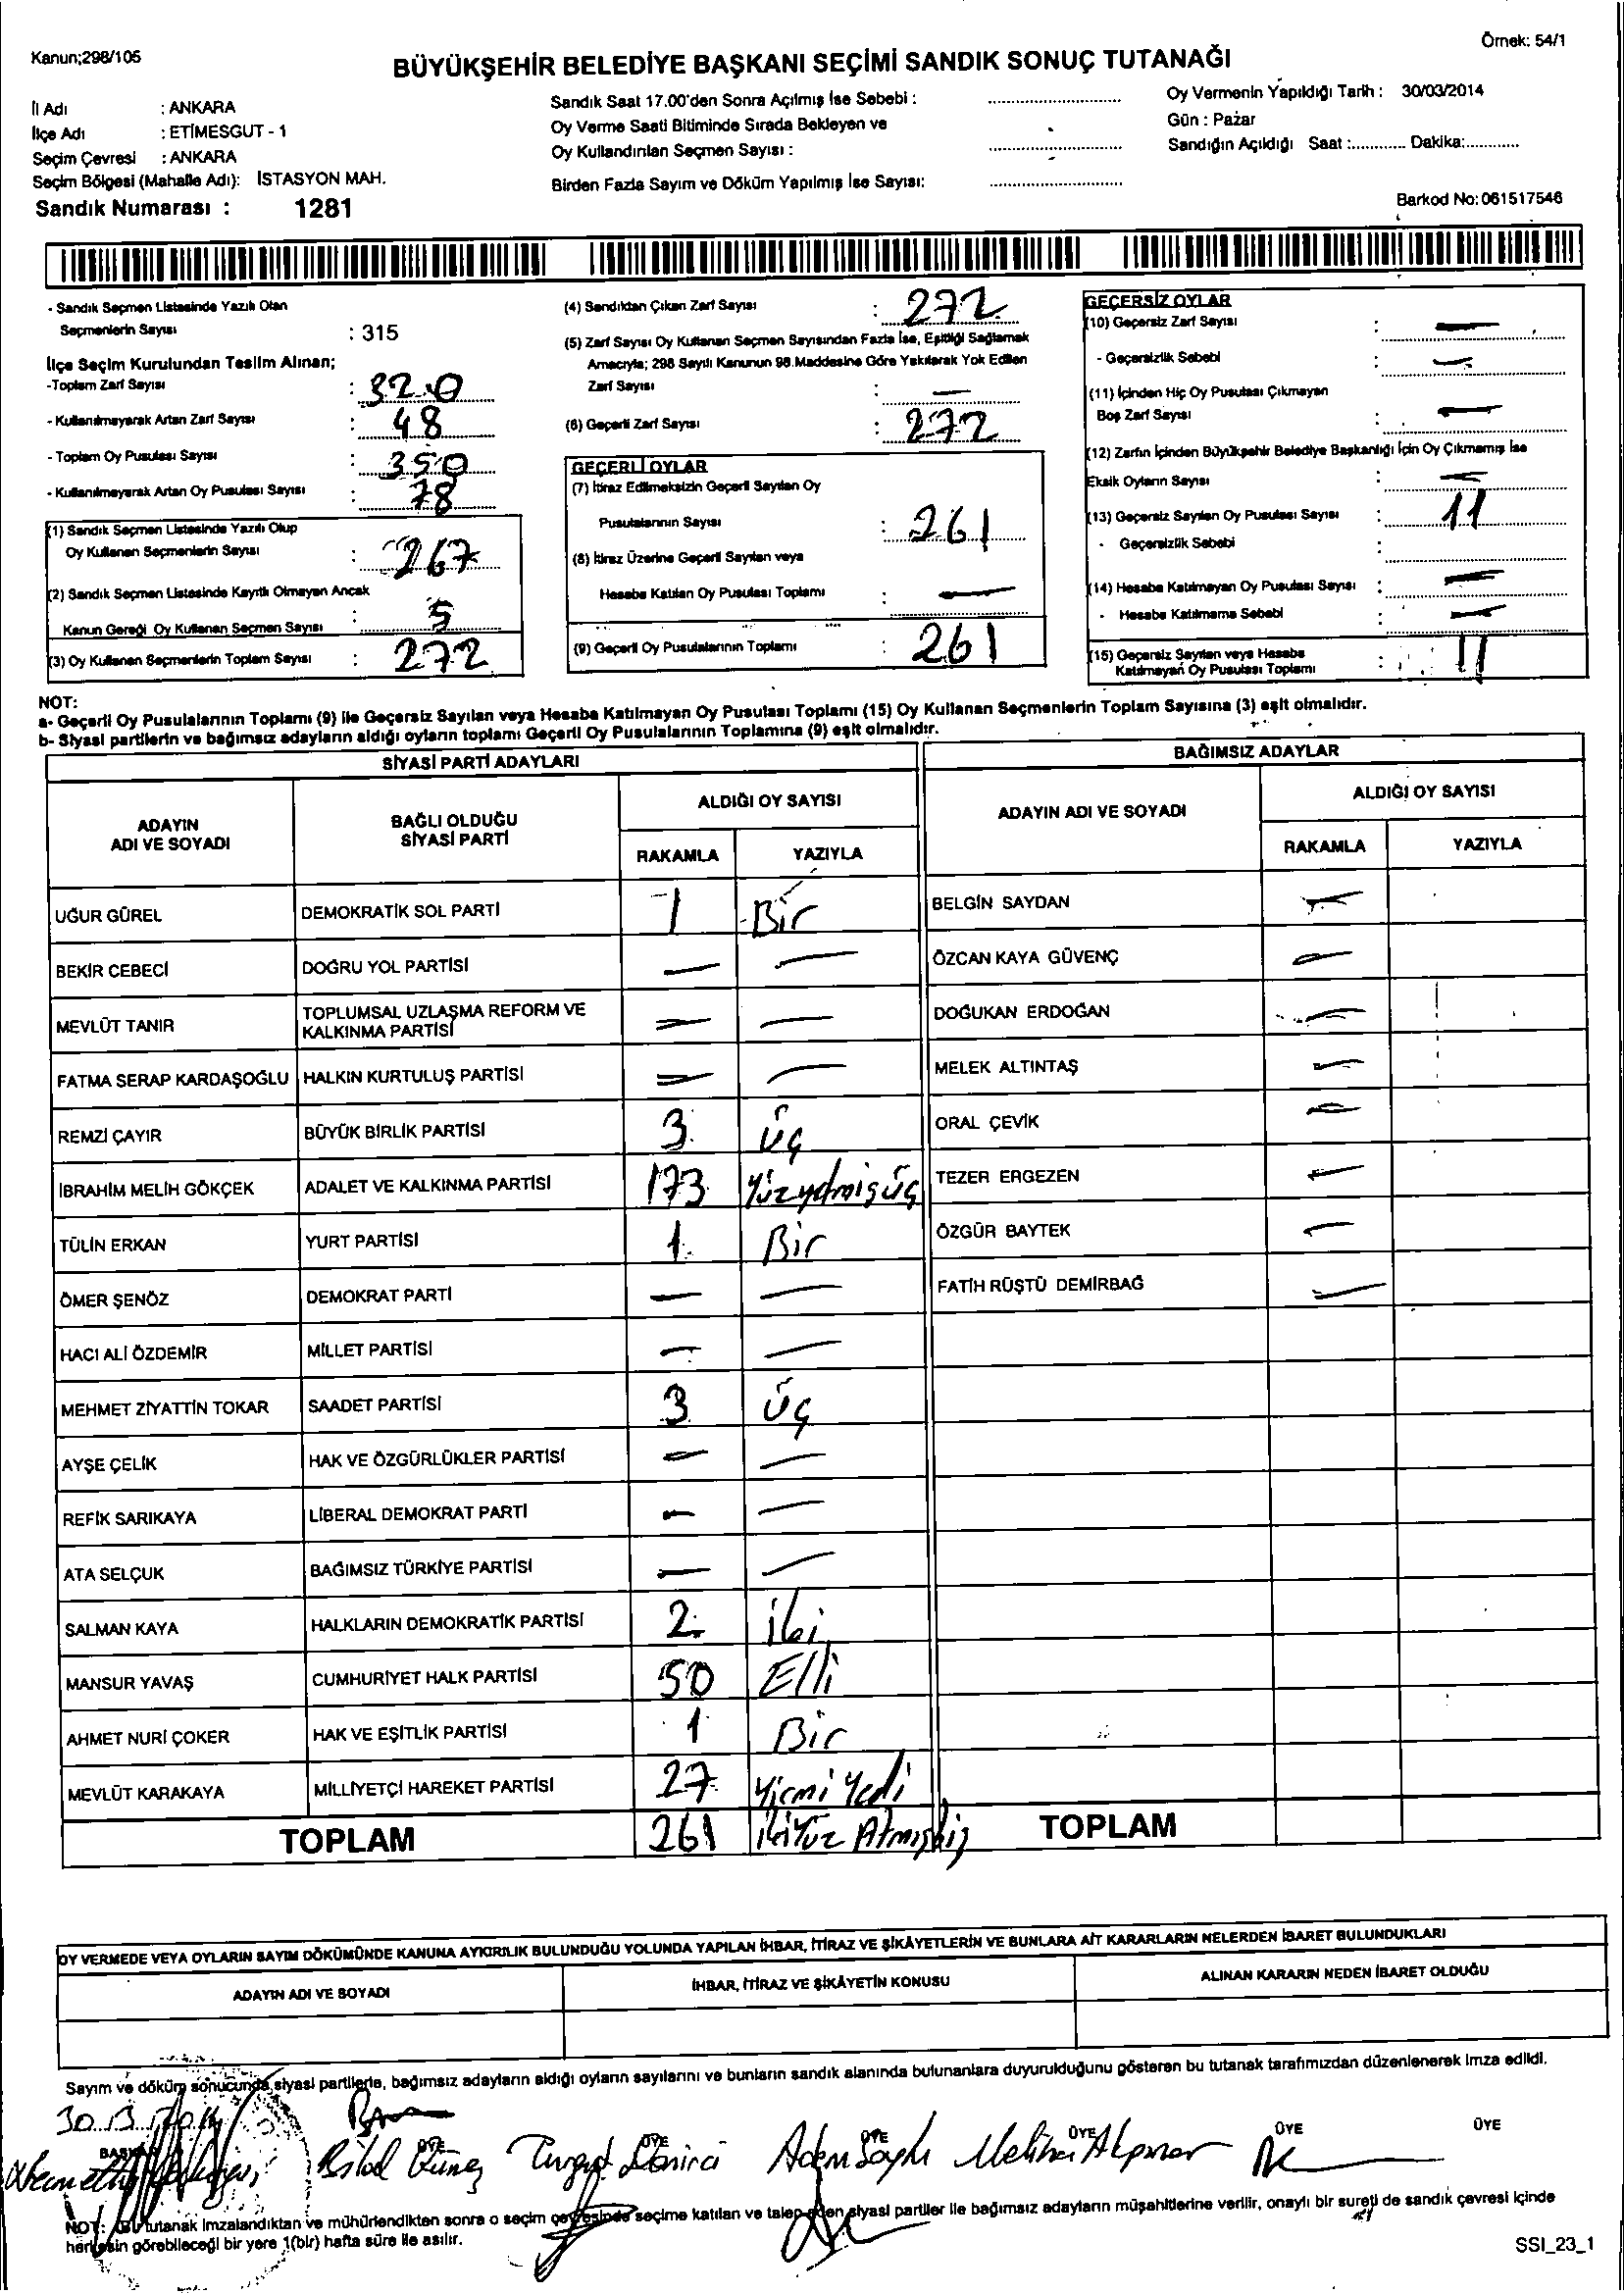 Kanun;298/105
Örnek: 54/1
BÜYÜKŞEHİR BELEDİYE BAŞKANI SEÇİMİ SANDIK SONUÇ TUTANAĞI
İl Adı : ANKARA
İlçe Adı : ETİMESGUT - 1
Seçim Çevresi : ANKARA
Seçim Bölgesi (Mahalle Adı): İSTASYON MAH.
Sandık Numarası : 1281
Sandık Saat 17.00'den Sonra Açılmış İse Sebebi :
Oy Verme Saati Bitiminde Sırada Bekleyen ve
Oy Kullandırılan Seçmen Sayısı :
Birden Fazla Sayım ve Döküm Yapılmış İse Sayısı:
Oy Vermenin Yapıldığı Tarih : 30/03/2014
Gün : Pazar
Sandığın Açıldığı Saat :............ Dakika:............
Barkod No: 061517546
- Sandık Seçmen Listesinde Yazılı Olan
Seçmenlerin Sayısı : 315
İlçe Seçim Kurulundan Teslim Alınan;
-Toplam Zarf Sayısı : 320
- Kullanılmayarak Artan Zarf Sayısı : 48
- Toplam Oy Pusulası Sayısı : 350
- Kullanılmayarak Artan Oy Pusulası Sayısı : 78
(1) Sandık Seçmen Listesinde Yazılı Olup
Oy Kullanan Seçmenlerin Sayısı : 267
(2) Sandık Seçmen Listesinde Kayıtlı Olmayan Ancak
Kanun Gereği Oy Kullanan Seçmen Sayısı : 5
(3) Oy Kullanan Seçmenlerin Toplam Sayısı : 272
(4) Sandıktan Çıkan Zarf Sayısı : 272
(5) Zarf Sayısı Oy Kullanan Seçmen Sayısından Fazla İse, Eşitliği Sağlamak
Amacıyla; 298 Sayılı Kanunun 98.Maddesine Göre Yakılarak Yok Edilen
Zarf Sayısı : —
(6) Geçerli Zarf Sayısı : 272
GEÇERLİ OYLAR
(7) İtiraz Edilmeksizin Geçerli Sayılan Oy
Pusulalarının Sayısı : 261
(8) İtiraz Üzerine Geçerli Sayılan veya
Hesaba Katılan Oy Pusulası Toplamı : —
(9) Geçerli Oy Pusulalarının Toplamı : 261
GEÇERSİZ OYLAR
(10) Geçersiz Zarf Sayısı : —
- Geçersizlik Sebebi : —
(11) İçinden Hiç Oy Pusulası Çıkmayan
Boş Zarf Sayısı : —
(12) Zarfın İçinden Büyükşehir Belediye Başkanlığı İçin Oy Çıkmamış İse
Eksik Oyların Sayısı : —
(13) Geçersiz Sayılan Oy Pusulası Sayısı : 11
- Geçersizlik Sebebi :
(14) Hesaba Katılmayan Oy Pusulası Sayısı : —
- Hesaba Katılmama Sebebi : —
(15) Geçersiz Sayılan veya Hesaba
Katılmayan Oy Pusulası Toplamı : 11
NOT:
a- Geçerli Oy Pusulalarının Toplamı (9) ile Geçersiz Sayılan veya Hesaba Katılmayan Oy Pusulası Toplamı (15) Oy Kullanan Seçmenlerin Toplam Sayısına (3) eşit olmalıdır.
b- Siyasi partilerin ve bağımsız adayların aldığı oyların toplamı Geçerli Oy Pusulalarının Toplamına (9) eşit olmalıdır.
SİYASİ PARTİ ADAYLARI
ADAYIN ADI VE SOYADI
BAĞLI OLDUĞU SİYASİ PARTİ
ALDIĞI OY SAYISI
RAKAMLA YAZIYLA
UĞUR GÜREL DEMOKRATİK SOL PARTİ 1 Bir
BEKİR CEBECİ DOĞRU YOL PARTİSİ — —
MEVLÜT TANIR TOPLUMSAL UZLAŞMA REFORM VE KALKINMA PARTİSİ — —
FATMA SERAP KARDAŞOĞLU HALKIN KURTULUŞ PARTİSİ — —
REMZİ ÇAYIR BÜYÜK BİRLİK PARTİSİ 3 üç
İBRAHİM MELİH GÖKÇEK ADALET VE KALKINMA PARTİSİ 173 Yüzyetmişüç
TÜLİN ERKAN YURT PARTİSİ 1 Bir
ÖMER ŞENÖZ DEMOKRAT PARTİ — —
HACI ALİ ÖZDEMİR MİLLET PARTİSİ — —
MEHMET ZİYATTİN TOKAR SAADET PARTİSİ 3 üç
AYŞE ÇELİK HAK VE ÖZGÜRLÜKLER PARTİSİ — —
REFİK SARIKAYA LİBERAL DEMOKRAT PARTİ — —
ATA SELÇUK BAĞIMSIZ TÜRKİYE PARTİSİ — —
SALMAN KAYA HALKLARIN DEMOKRATİK PARTİSİ 2 iki
MANSUR YAVAŞ CUMHURİYET HALK PARTİSİ 50 Elli
AHMET NURİ ÇOKER HAK VE EŞİTLİK PARTİSİ 1 Bir
MEVLÜT KARAKAYA MİLLİYETÇİ HAREKET PARTİSİ 27 Yirmi Yedi
TOPLAM 261 ikiYüz Atmışbir
BAĞIMSIZ ADAYLAR
ADAYIN ADI VE SOYADI
ALDIĞI OY SAYISI
RAKAMLA YAZIYLA
BELGİN SAYDAN —
ÖZCAN KAYA GÜVENÇ —
DOĞUKAN ERDOĞAN —
MELEK ALTINTAŞ —
ORAL ÇEVİK —
TEZER ERGEZEN —
ÖZGÜR BAYTEK —
FATİH RÜŞTÜ DEMİRBAĞ —
TOPLAM
OY VERMEDE VEYA OYLARIN SAYIM DÖKÜMÜNDE KANUNA AYKIRILIK BULUNDUĞU YOLUNDA YAPILAN İHBAR, İTİRAZ VE ŞİKÂYETLERİN VE BUNLARA AİT KARARLARIN NELERDEN İBARET BULUNDUKLARI
ADAYIN ADI VE SOYADI İHBAR, İTİRAZ VE ŞİKÂYETİN KONUSU ALINAN KARARIN NEDEN İBARET OLDUĞU
Sayım ve döküm sonucunda siyasi partilerle, bağımsız adayların aldığı oyların sayılarını ve bunların sandık alanında bulunanlara duyurulduğunu gösteren bu tutanak tarafımızdan düzenlenerek imza edildi.
BAŞKAN ÜYE ÜYE ÜYE ÜYE ÜYE ÜYE
Bilal Güneş Turgut Adem Meliha Akpınar
NOT: Bu tutanak imzalandıktan ve mühürlendikten sonra o seçim çevresinde seçime katılan ve talep eden siyasi partiler ile bağımsız adayların müşahitlerine verilir, onaylı bir sureti de sandık çevresi içinde
herkesin görebileceği bir yere 1(bir) hafta süre ile asılır.
SSI_23_1